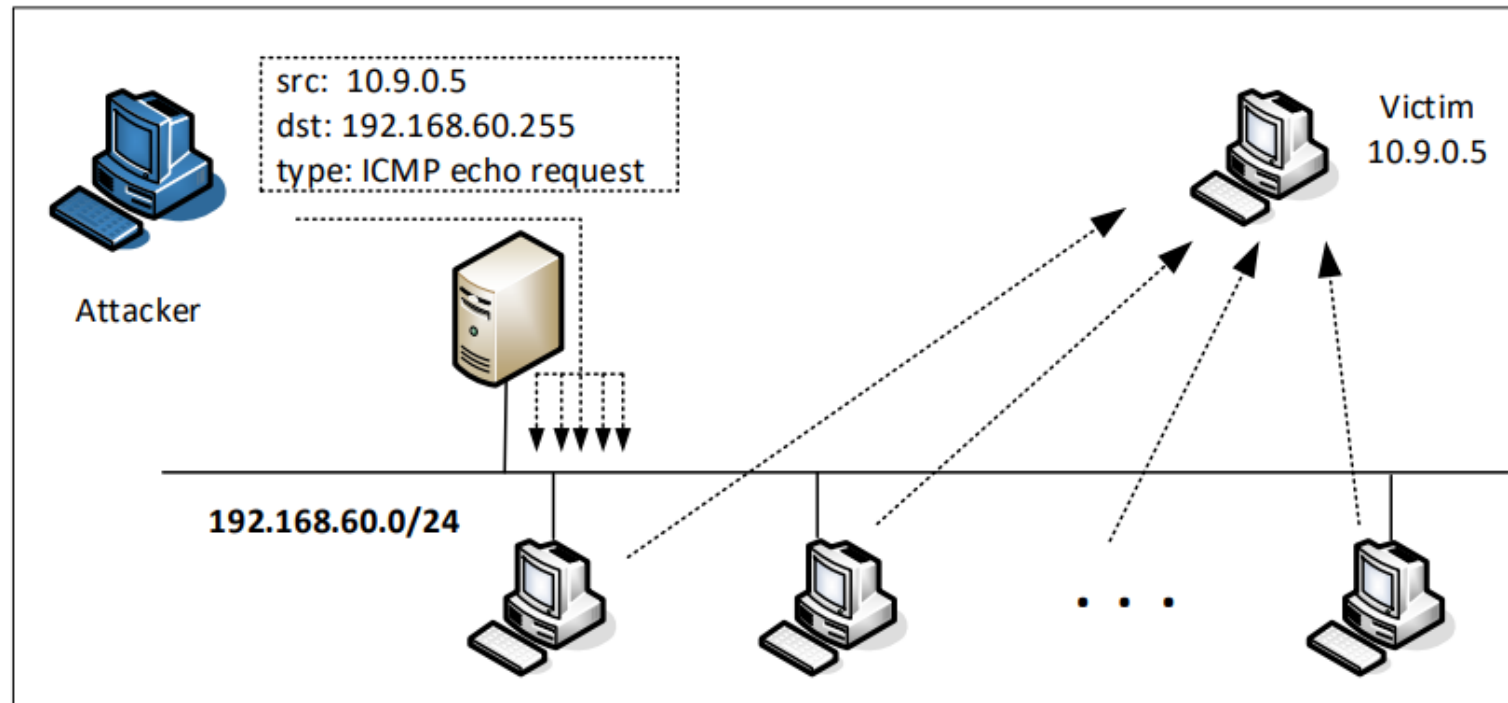 src: 10.9.0.5
dst: 192.168.60.255
type: ICMP echo request
Victim
10.9.0.5
Attacker
192.168.60.0/24
. . .